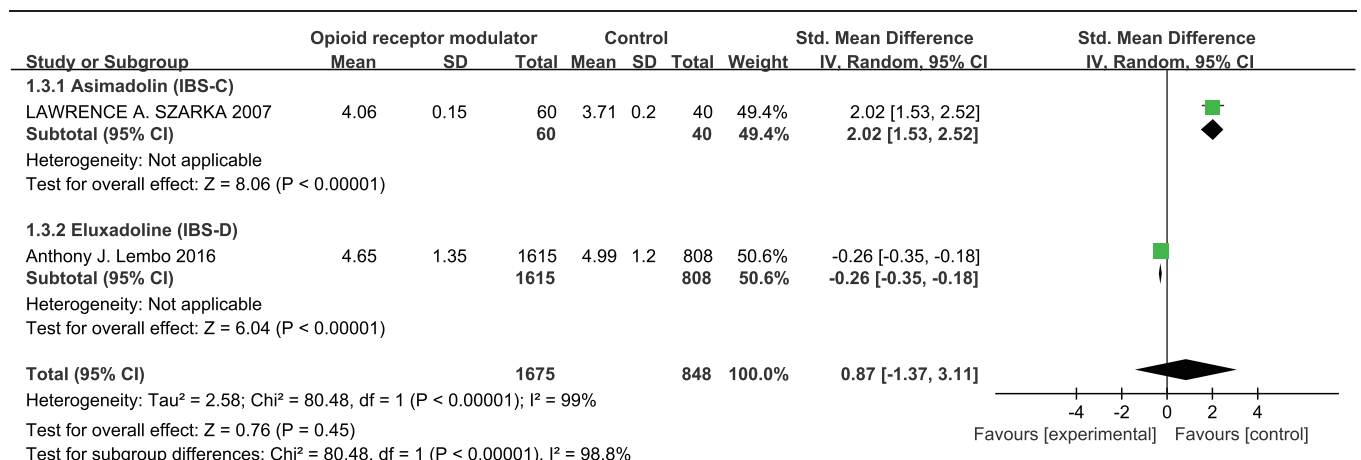 Opioid receptor modulator Control Std. Mean Difference Std. Mean Difference
Study or Subgroup Mean SD Total Mean SD Total Weight IV, Random, 95% CI IV, Random, 95% CI
1.3.1 Asimadolin (IBS-C)
LAWRENCE A. SZARKA 2007 4.06 0.15 60 3.71 0.2 40 49.4% 2.02 [1.53, 2.52]
Subtotal (95% CI) 60 40 49.4% 2.02 [1.53, 2.52]
Heterogeneity: Not applicable
Test for overall effect: Z = 8.06 (P < 0.00001)
1.3.2 Eluxadoline (IBS-D)
Anthony J. Lembo 2016 4.65 1.35 1615 4.99 1.2 808 50.6% -0.26 [-0.35, -0.18]
Subtotal (95% CI) 1615 808 50.6% -0.26 [-0.35, -0.18]
Heterogeneity: Not applicable
Test for overall effect: Z = 6.04 (P < 0.00001)
Total (95% CI) 1675 848 100.0% 0.87 [-1.37, 3.11]
Heterogeneity: Tau² = 2.58; Chi² = 80.48, df = 1 (P < 0.00001); I² = 99%
-4 -2 0 2 4
Test for overall effect: Z = 0.76 (P = 0.45)
Favours [experimental] Favours [control]
Test for subgroup differences: Chi² = 80.48, df = 1 (P < 0.00001), I² = 98.8%